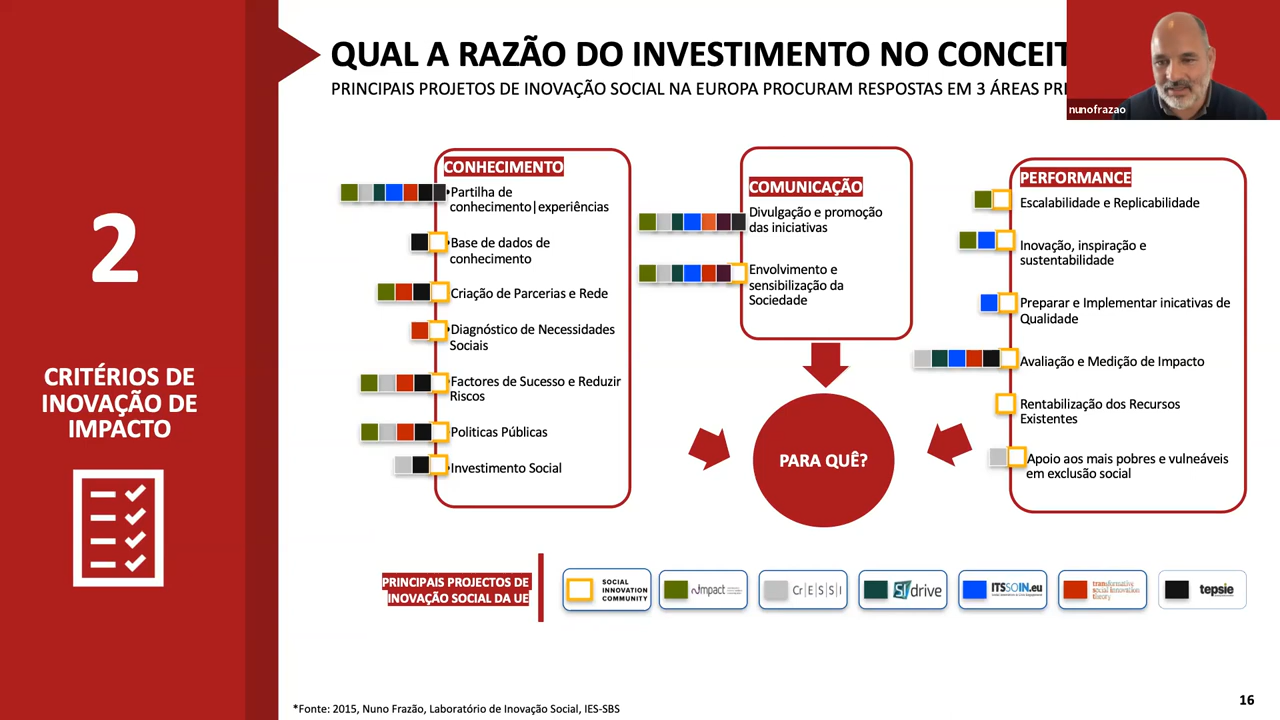 QUAL A RAZÃO DO INVESTIMENTO NO CONCEIT
PRINCIPAIS PROJETOS DE INOVAÇÃO SOCIAL NA EUROPA PROCURAM RESPOSTAS EM 3 ÁREAS PRI
nunofrazao
2
CRITÉRIOS DE
INOVAÇÃO DE
IMPACTO
CONHECIMENTO
•Partilha de
conhecimento|experiências
•Base de dados de
conhecimento
•Criação de Parcerias e Rede
•Diagnóstico de Necessidades
Sociais
•Factores de Sucesso e Reduzir
Riscos
•Politicas Públicas
•Investimento Social
COMUNICAÇÃO
Divulgação e promoção
das iniciativas
Envolvimento e
sensibilização da
Sociedade
PERFORMANCE
Escalabilidade e Replicabilidade
Inovação, inspiração e
sustentabilidade
Preparar e Implementar inicativas de
Qualidade
Avaliação e Medição de Impacto
Rentabilização dos Recursos
Existentes
Apoio aos mais pobres e vulneáveis
em exclusão social
PARA QUÊ?
PRINCIPAIS PROJECTOS DE
INOVAÇÃO SOCIAL DA UE
SOCIAL
INNOVATION
COMMUNITY
Impact
Cr|E|S|S|I
SI drive
ITSSOIN.eu
transformative
social innovation
theory
tepsie
*Fonte: 2015, Nuno Frazão, Laboratório de Inovação Social, IES-SBS
16